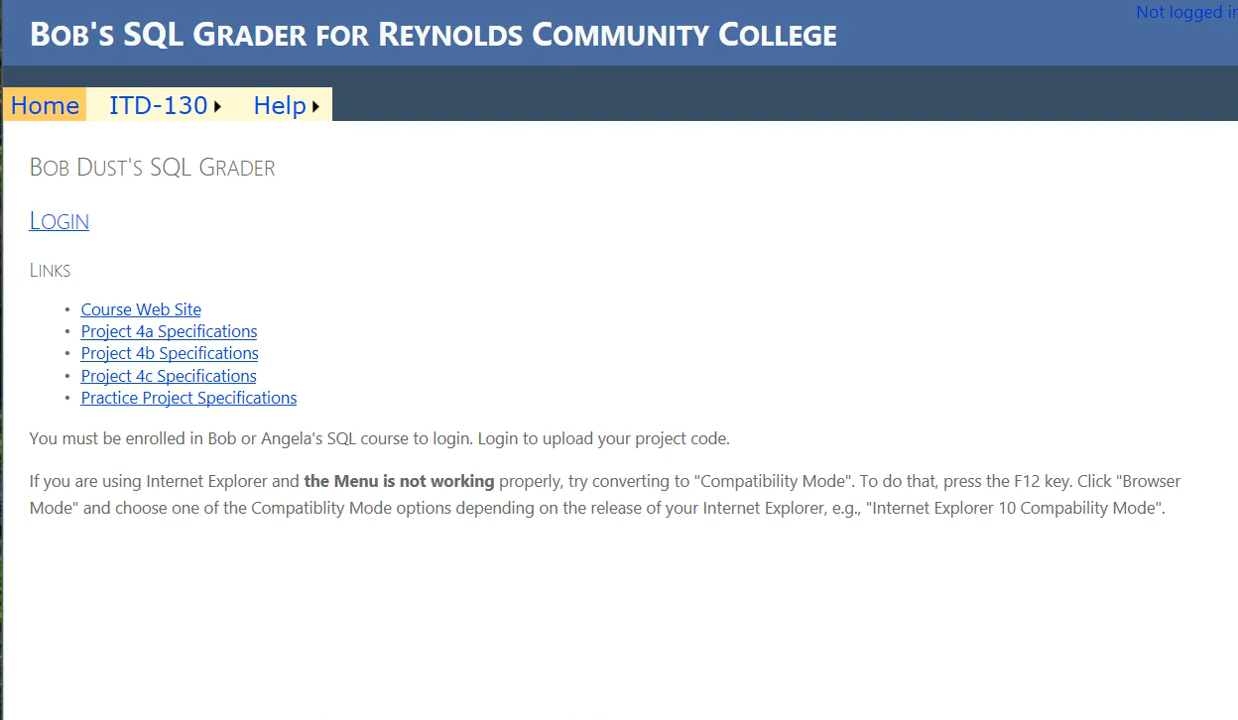 Not logged in
Bob's SQL Grader for Reynolds Community College
Home ITD-130 Help
Bob Dust's SQL Grader
Login
Links
• Course Web Site
• Project 4a Specifications
• Project 4b Specifications
• Project 4c Specifications
• Practice Project Specifications
You must be enrolled in Bob or Angela's SQL course to login. Login to upload your project code.
If you are using Internet Explorer and the Menu is not working properly, try converting to "Compatibility Mode". To do that, press the F12 key. Click "Browser
Mode" and choose one of the Compatiblity Mode options depending on the release of your Internet Explorer, e.g., "Internet Explorer 10 Compability Mode".